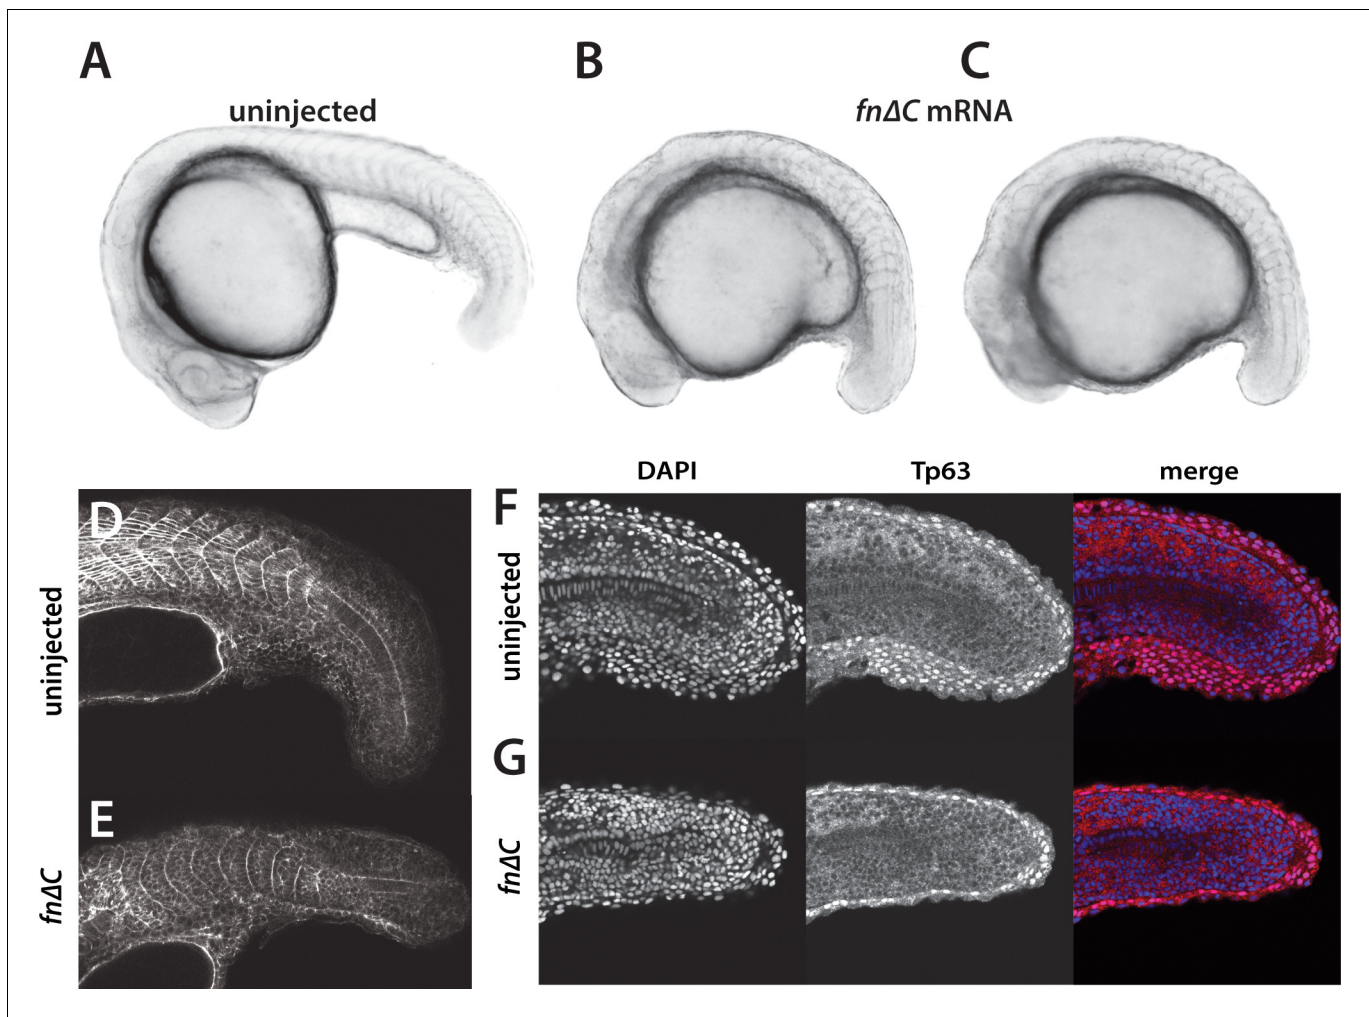 A
B
C
uninjected
fnΔC mRNA
DAPI
Tp63
merge
D
F
uninjected
uninjected
E
G
fnΔC
fnΔC